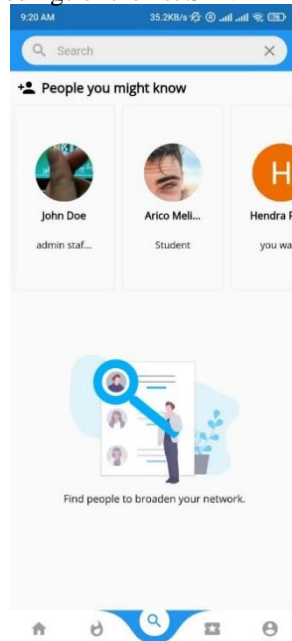 9:20 AM 35.2KB/s
Search
People you might know
John Doe
Arico Meli...
Hendra
admin staf...
Student
you wa
H
Find people to broaden your network.